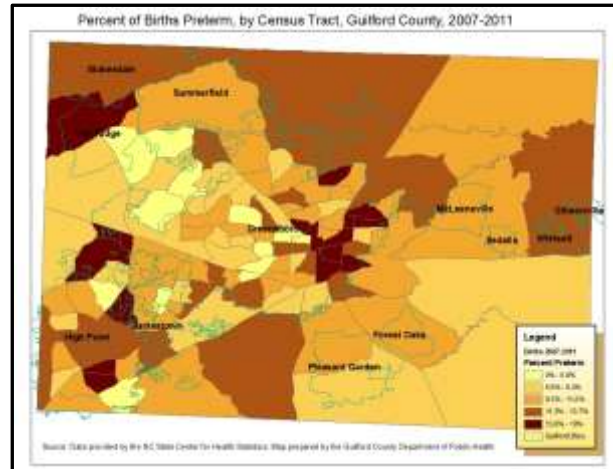 Percent of Births Preterm, by Census Tract, Guilford County, 2007-2011
Summerfield
McLeansville
Sedalia
Whitsett
Gibsonville
Greensboro
High Point
Jamestown
Forest Oaks
Pleasant Garden
Legend
Births 2007-2011
Percent Preterm
Guilford
Source: Data provided by the NC State Center for Health Statistics. Map prepared by the Guilford County Department of Public Health